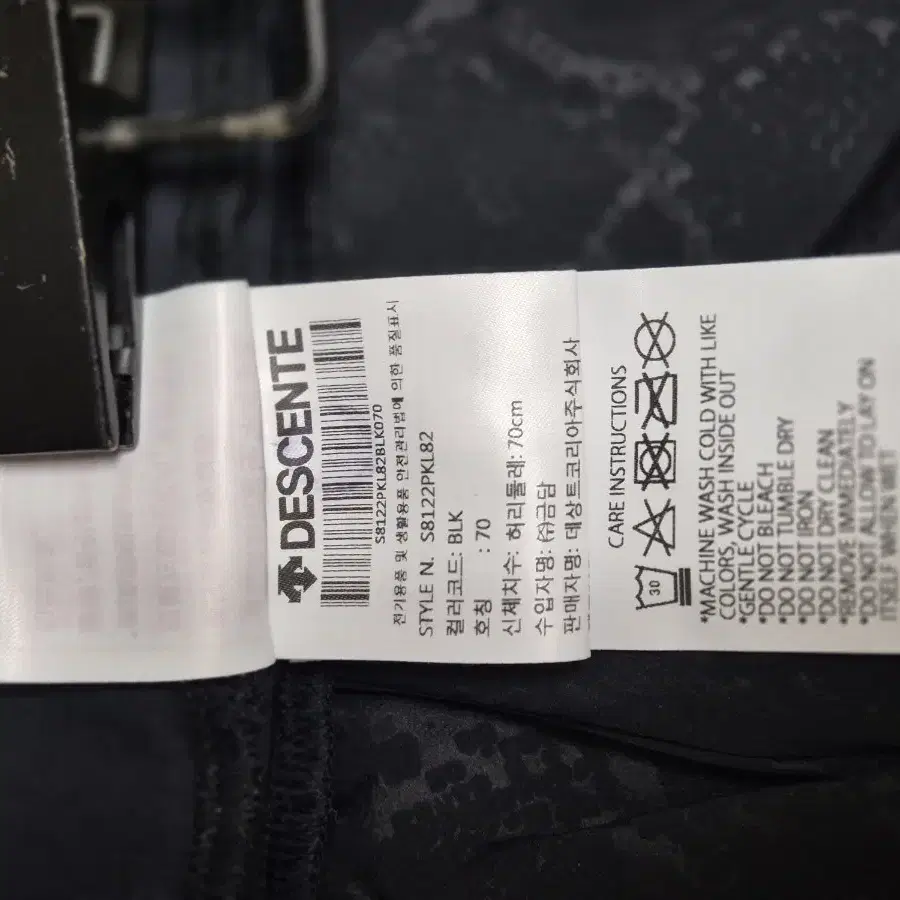 7
DESCENTE
S8122PKL82BLK070
전기용품 및 생활용품 안전관리법에 의한 품질표시
STYLE N. S8122PKL82
컬러코드: BLK
호칭 : 70
신체치수: 허리둘레: 70cm
수입자명: ㈜금담
판매자명: 데상트코리아주식회사
CARE INSTRUCTIONS
30
*MACHINE WASH COLD WITH LIKE
COLORS, WASH INSIDE OUT
*GENTLE CYCLE
*DO NOT BLEACH
*DO NOT TUMBLE DRY
*DO NOT IRON
*DO NOT DRY CLEAN
*REMOVE IMMEDIATELY
*DO NOT ALLOW TO LAY ON
ITSELF WHEN WET